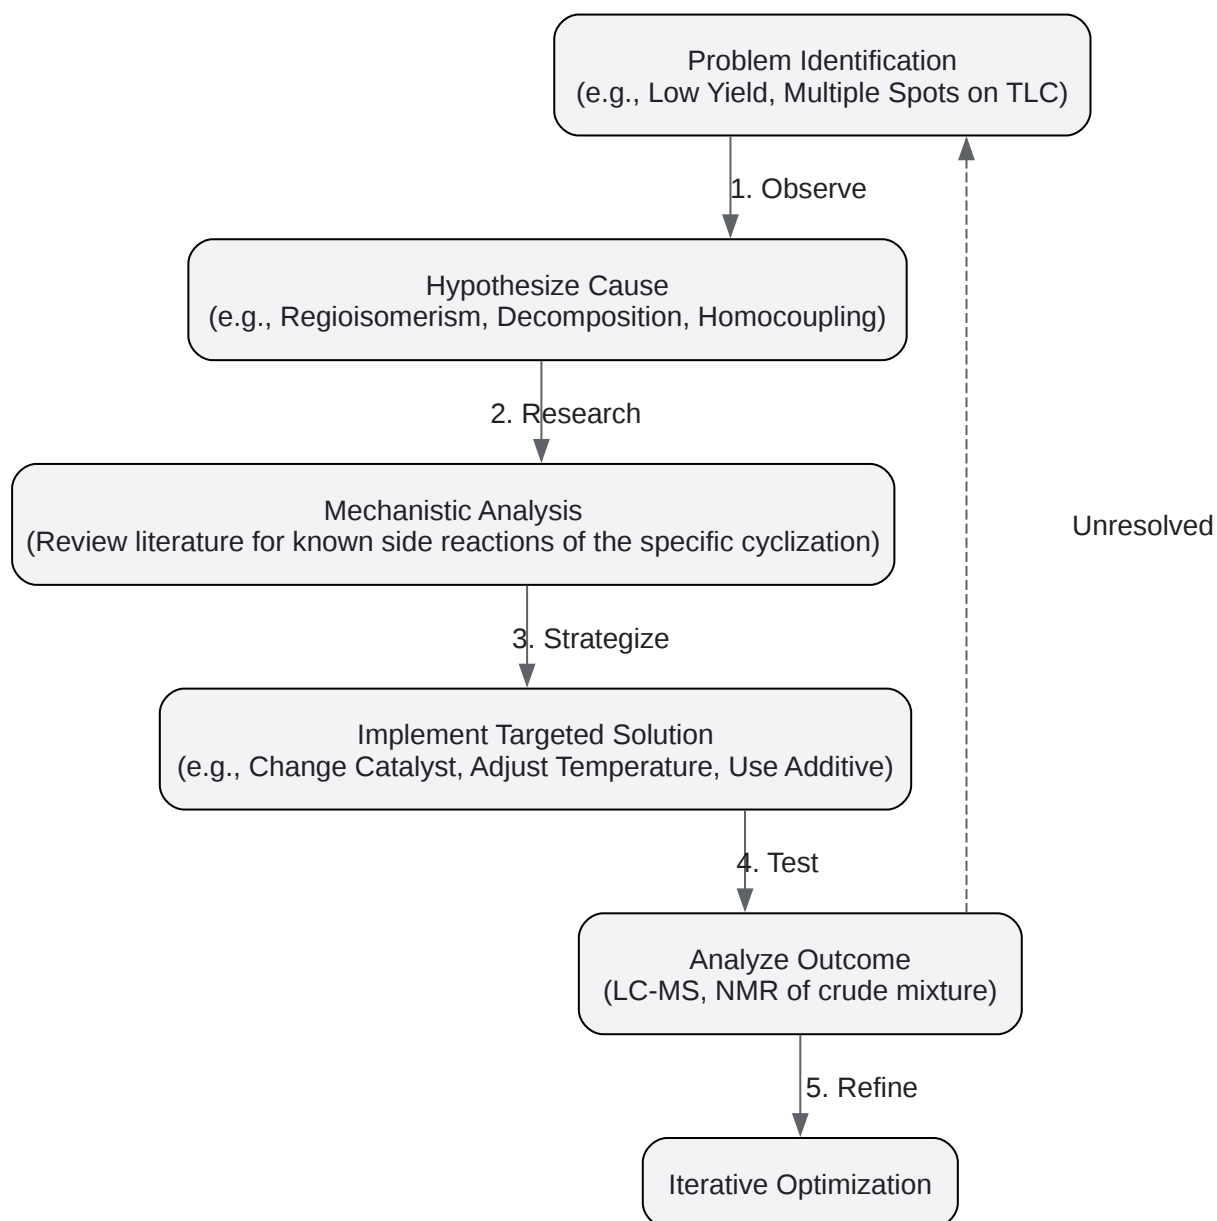 Problem Identification
(e.g., Low Yield, Multiple Spots on TLC)
1. Observe
Hypothesize Cause
(e.g., Regioisomerism, Decomposition, Homocoupling)
2. Research
Mechanistic Analysis
(Review literature for known side reactions of the specific cyclization)
Unresolved
3. Strategize
Implement Targeted Solution
(e.g., Change Catalyst, Adjust Temperature, Use Additive)
4. Test
Analyze Outcome
(LC-MS, NMR of crude mixture)
5. Refine
Iterative Optimization